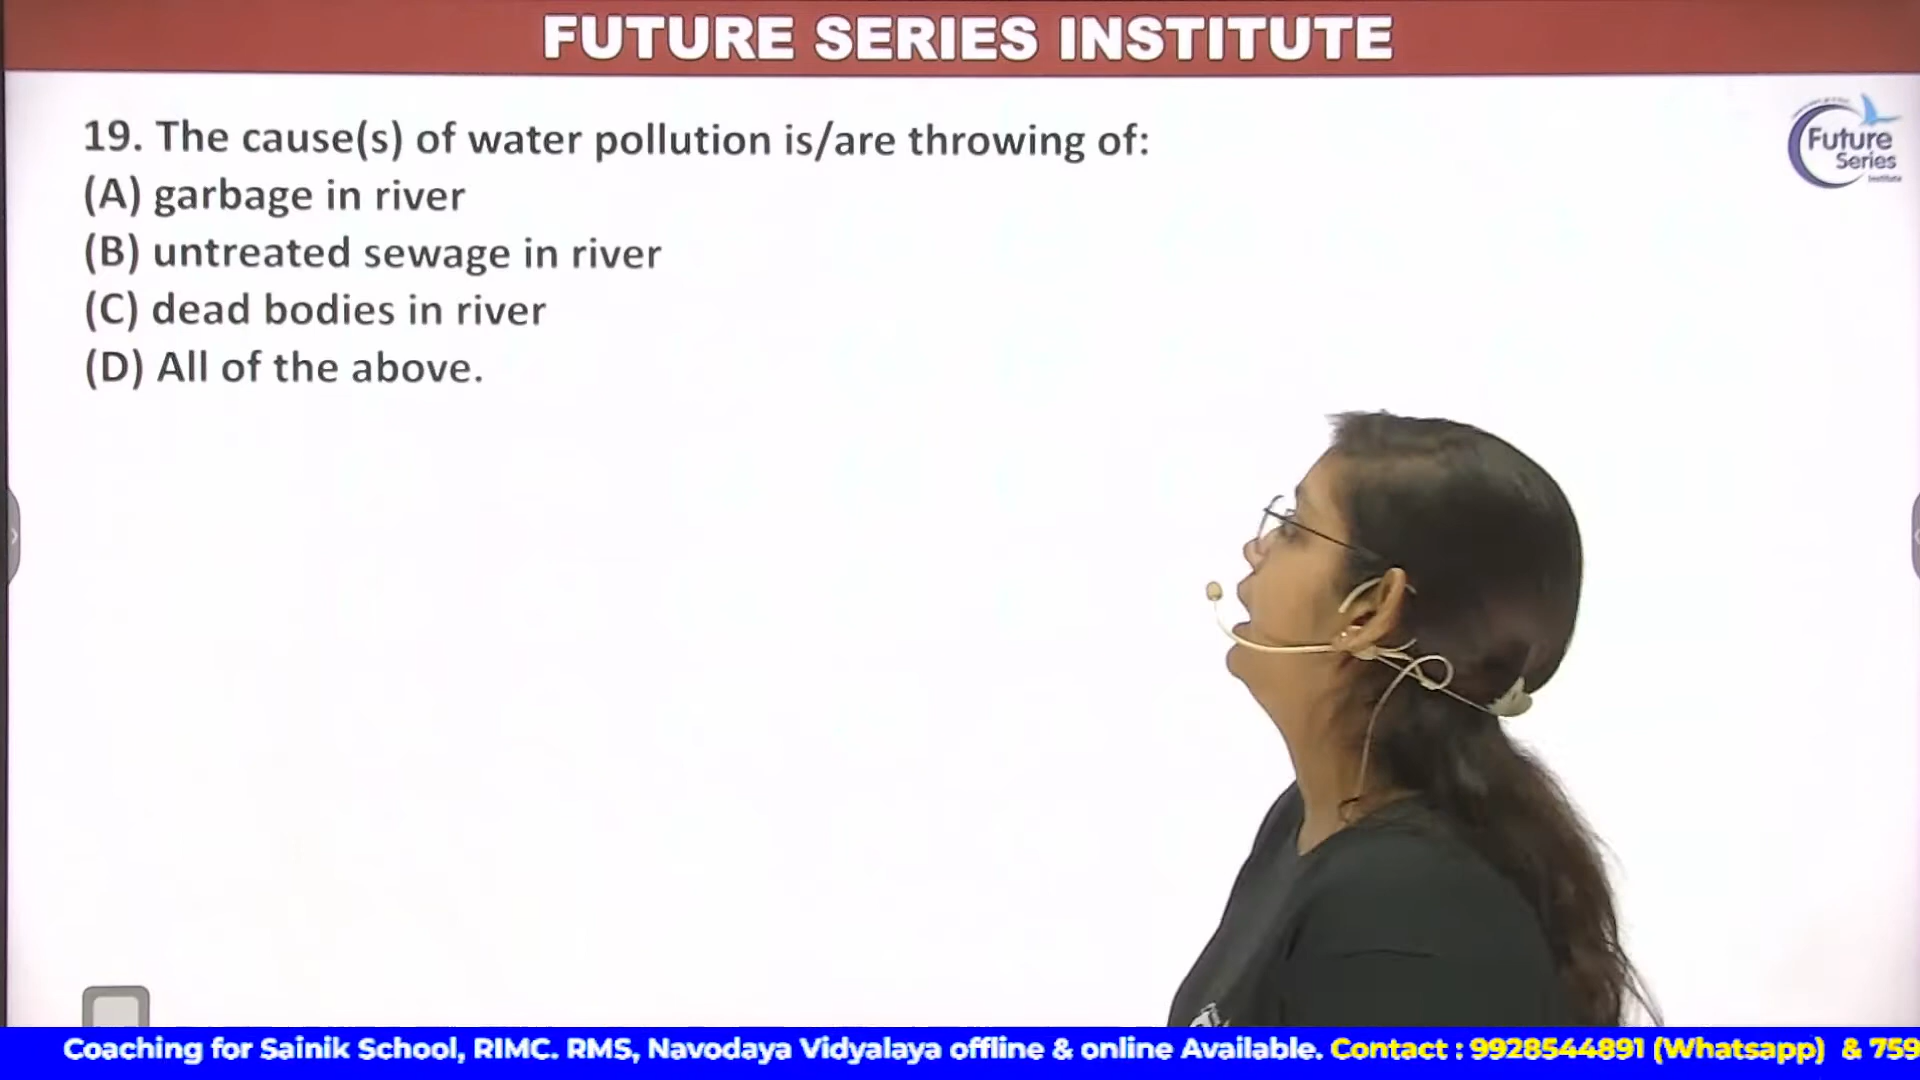 FUTURE SERIES INSTITUTE
Future
Series
Institute
19. The cause(s) of water pollution is/are throwing of:
(A) garbage in river
(B) untreated sewage in river
(C) dead bodies in river
(D) All of the above.
Coaching for Sainik School, RIMC. RMS, Navodaya Vidyalaya offline & online Available. Contact : 9928544891 (Whatsapp) & 759